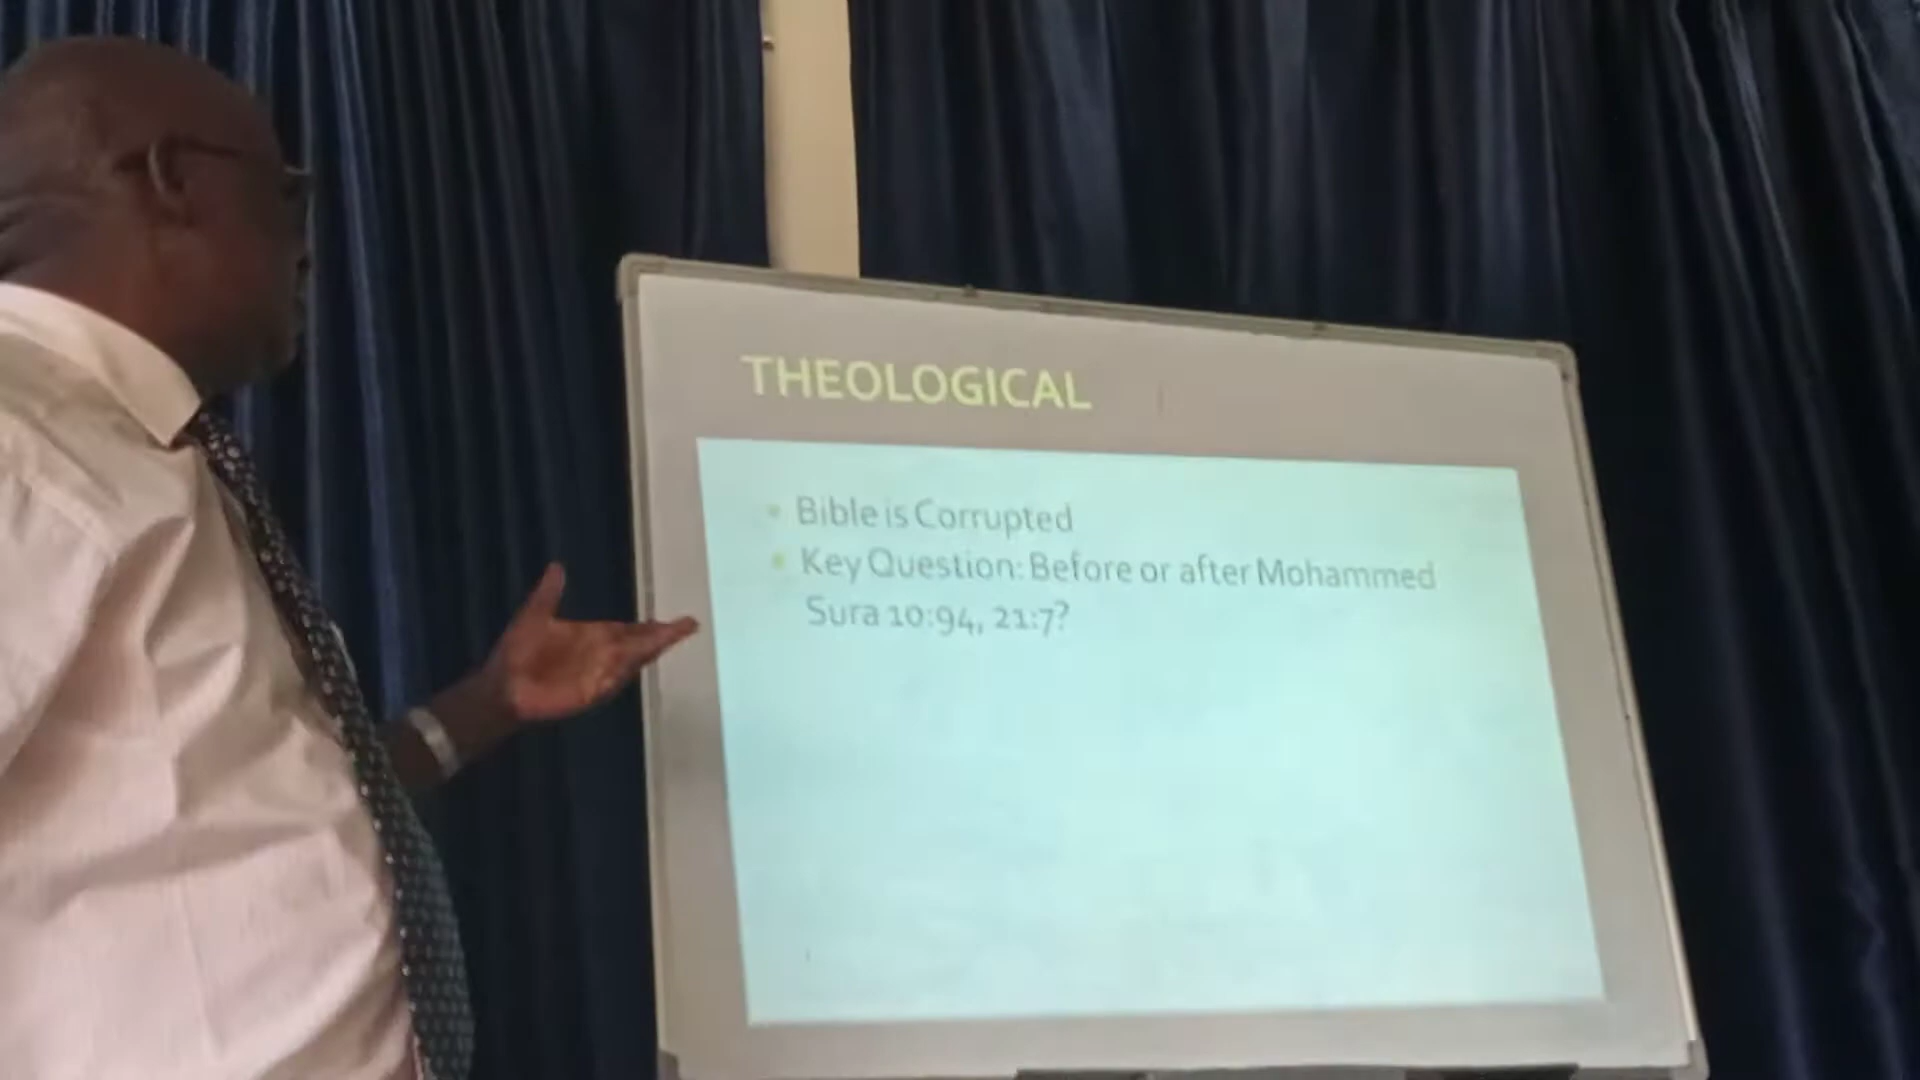 THEOLOGICAL
Bible is Corrupted
Key Question: Before or after Mohammed
Sura 10:94, 21:7?